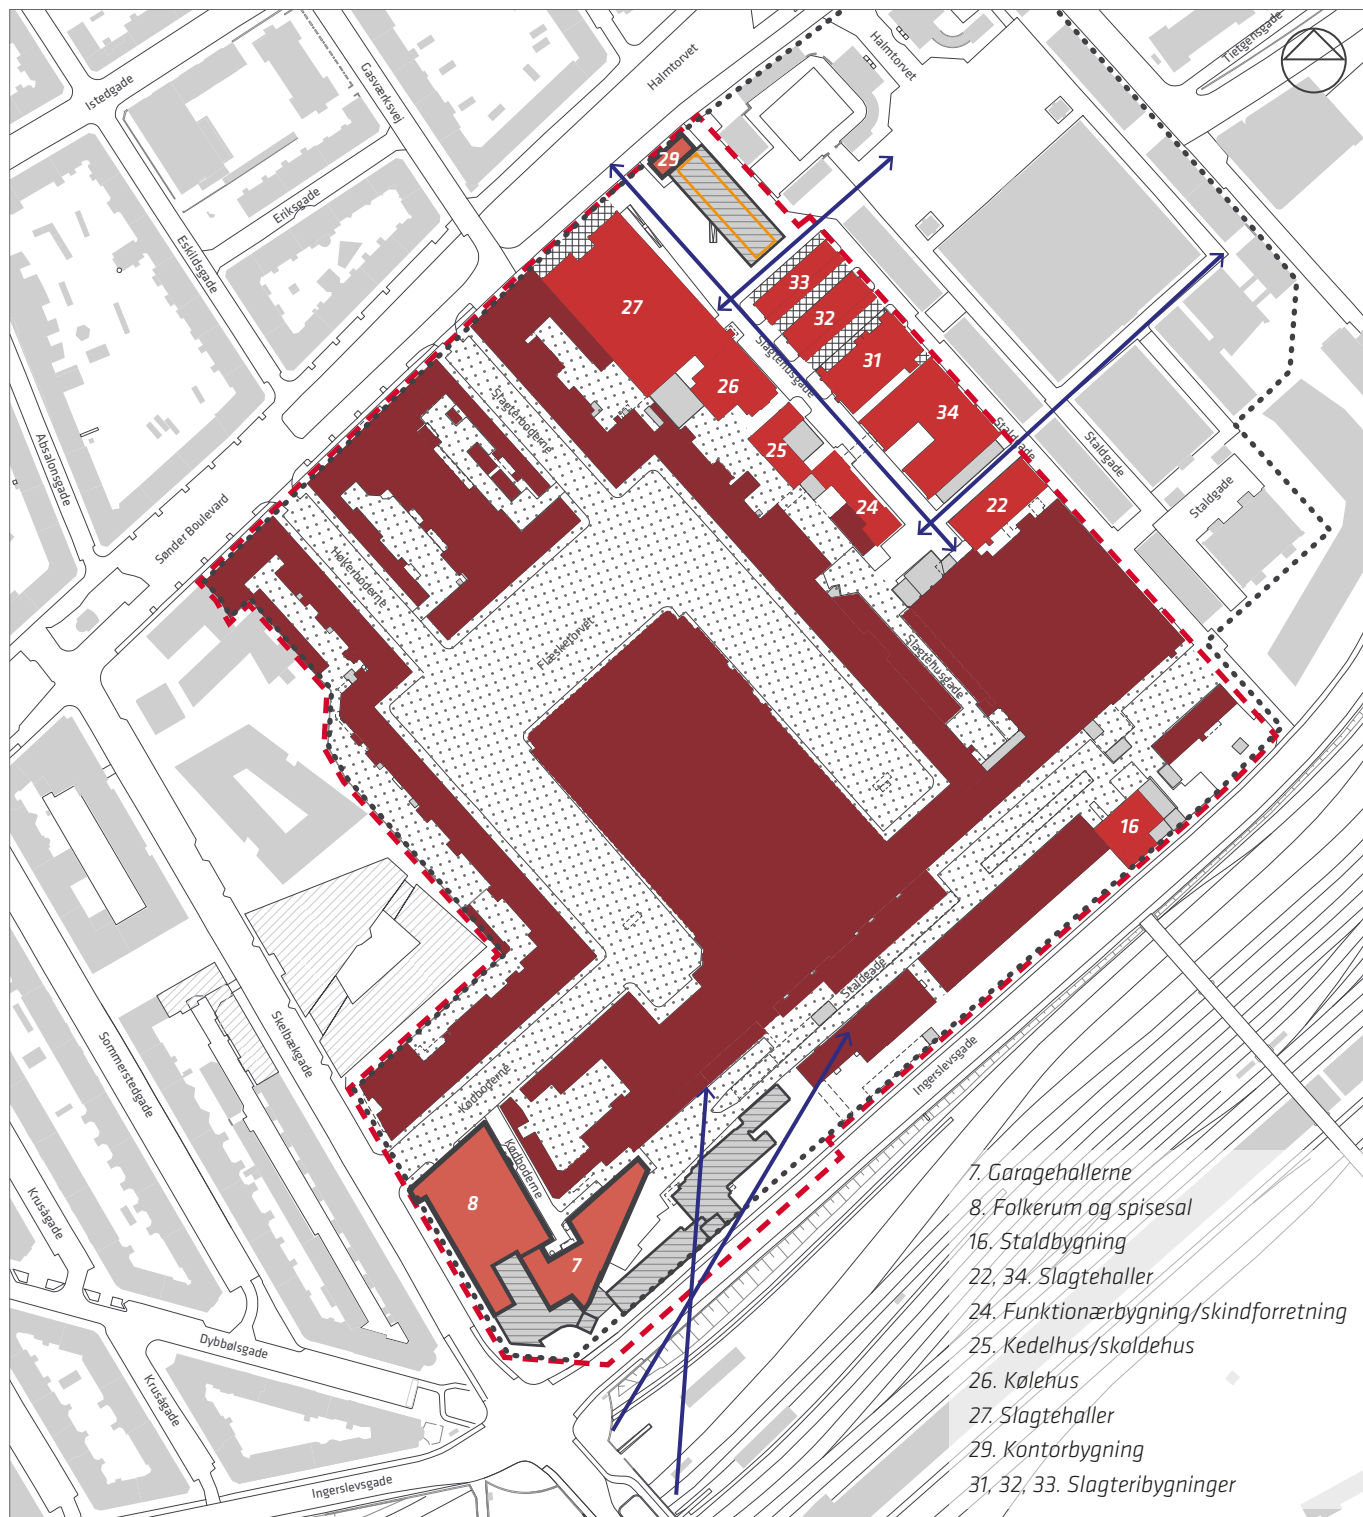 Halmtorvet
Halmtorvet
Tietgensgade
Gasværksvej
Istedgade
Eriksgade
Eskildsgade
Absalonsgade
Sønder Boulevard
29
27
33
32
26
31
34
25
24
22
Slagtehusgade
Slagterboderne
Staldgade
Staldgade
Staldgade
Høkerboderne
Flæsketorvet
Slagtehusgade
16
Staldgade
Skelbækgade
Sommerstedgade
Kødboderne
Kødboderne
Ingerslevsgade
8
7
Krusågade
Dybbølsgade
Krusågade
Ingerslevsgade
7. Garagehallerne
8. Folkerum og spisesal
16. Staldbygning
22, 34. Slagtehaller
24. Funktionærbygning/skindforretning
25. Kedelhus/skoldehus
26. Kølehus
27. Slagtehaller
29. Kontorbygning
31, 32, 33. Slagteribygninger